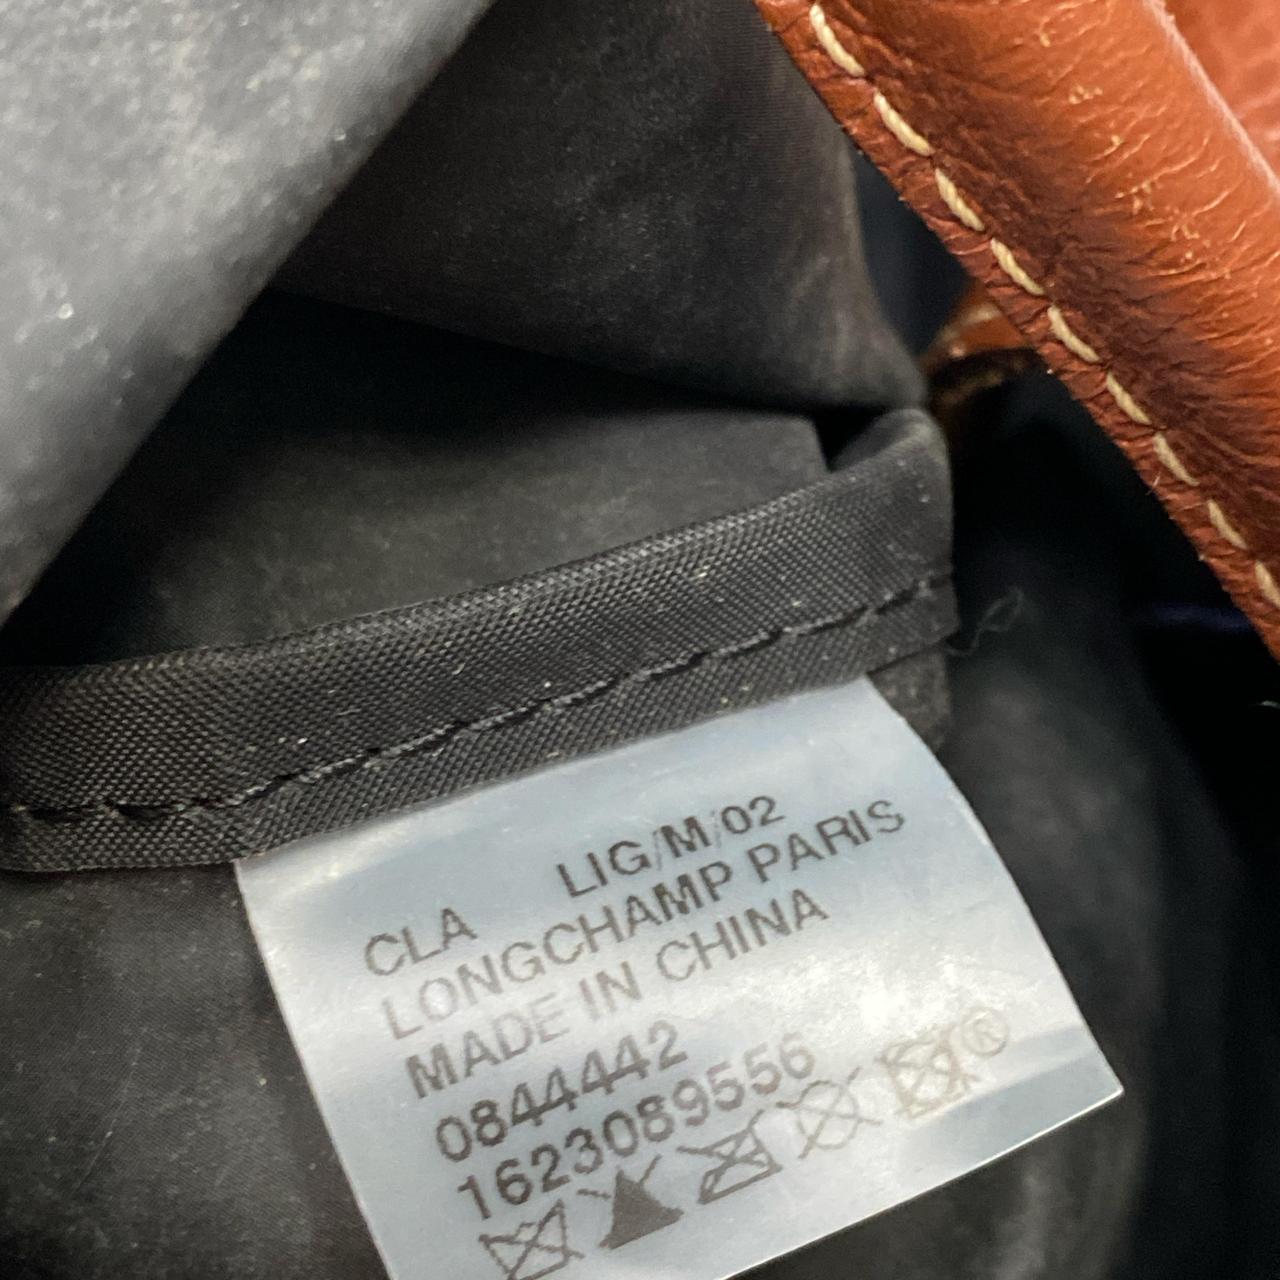 CLA LIG/M/02
LONGCHAMP PARIS
MADE IN CHINA
0844442
1623089556
®